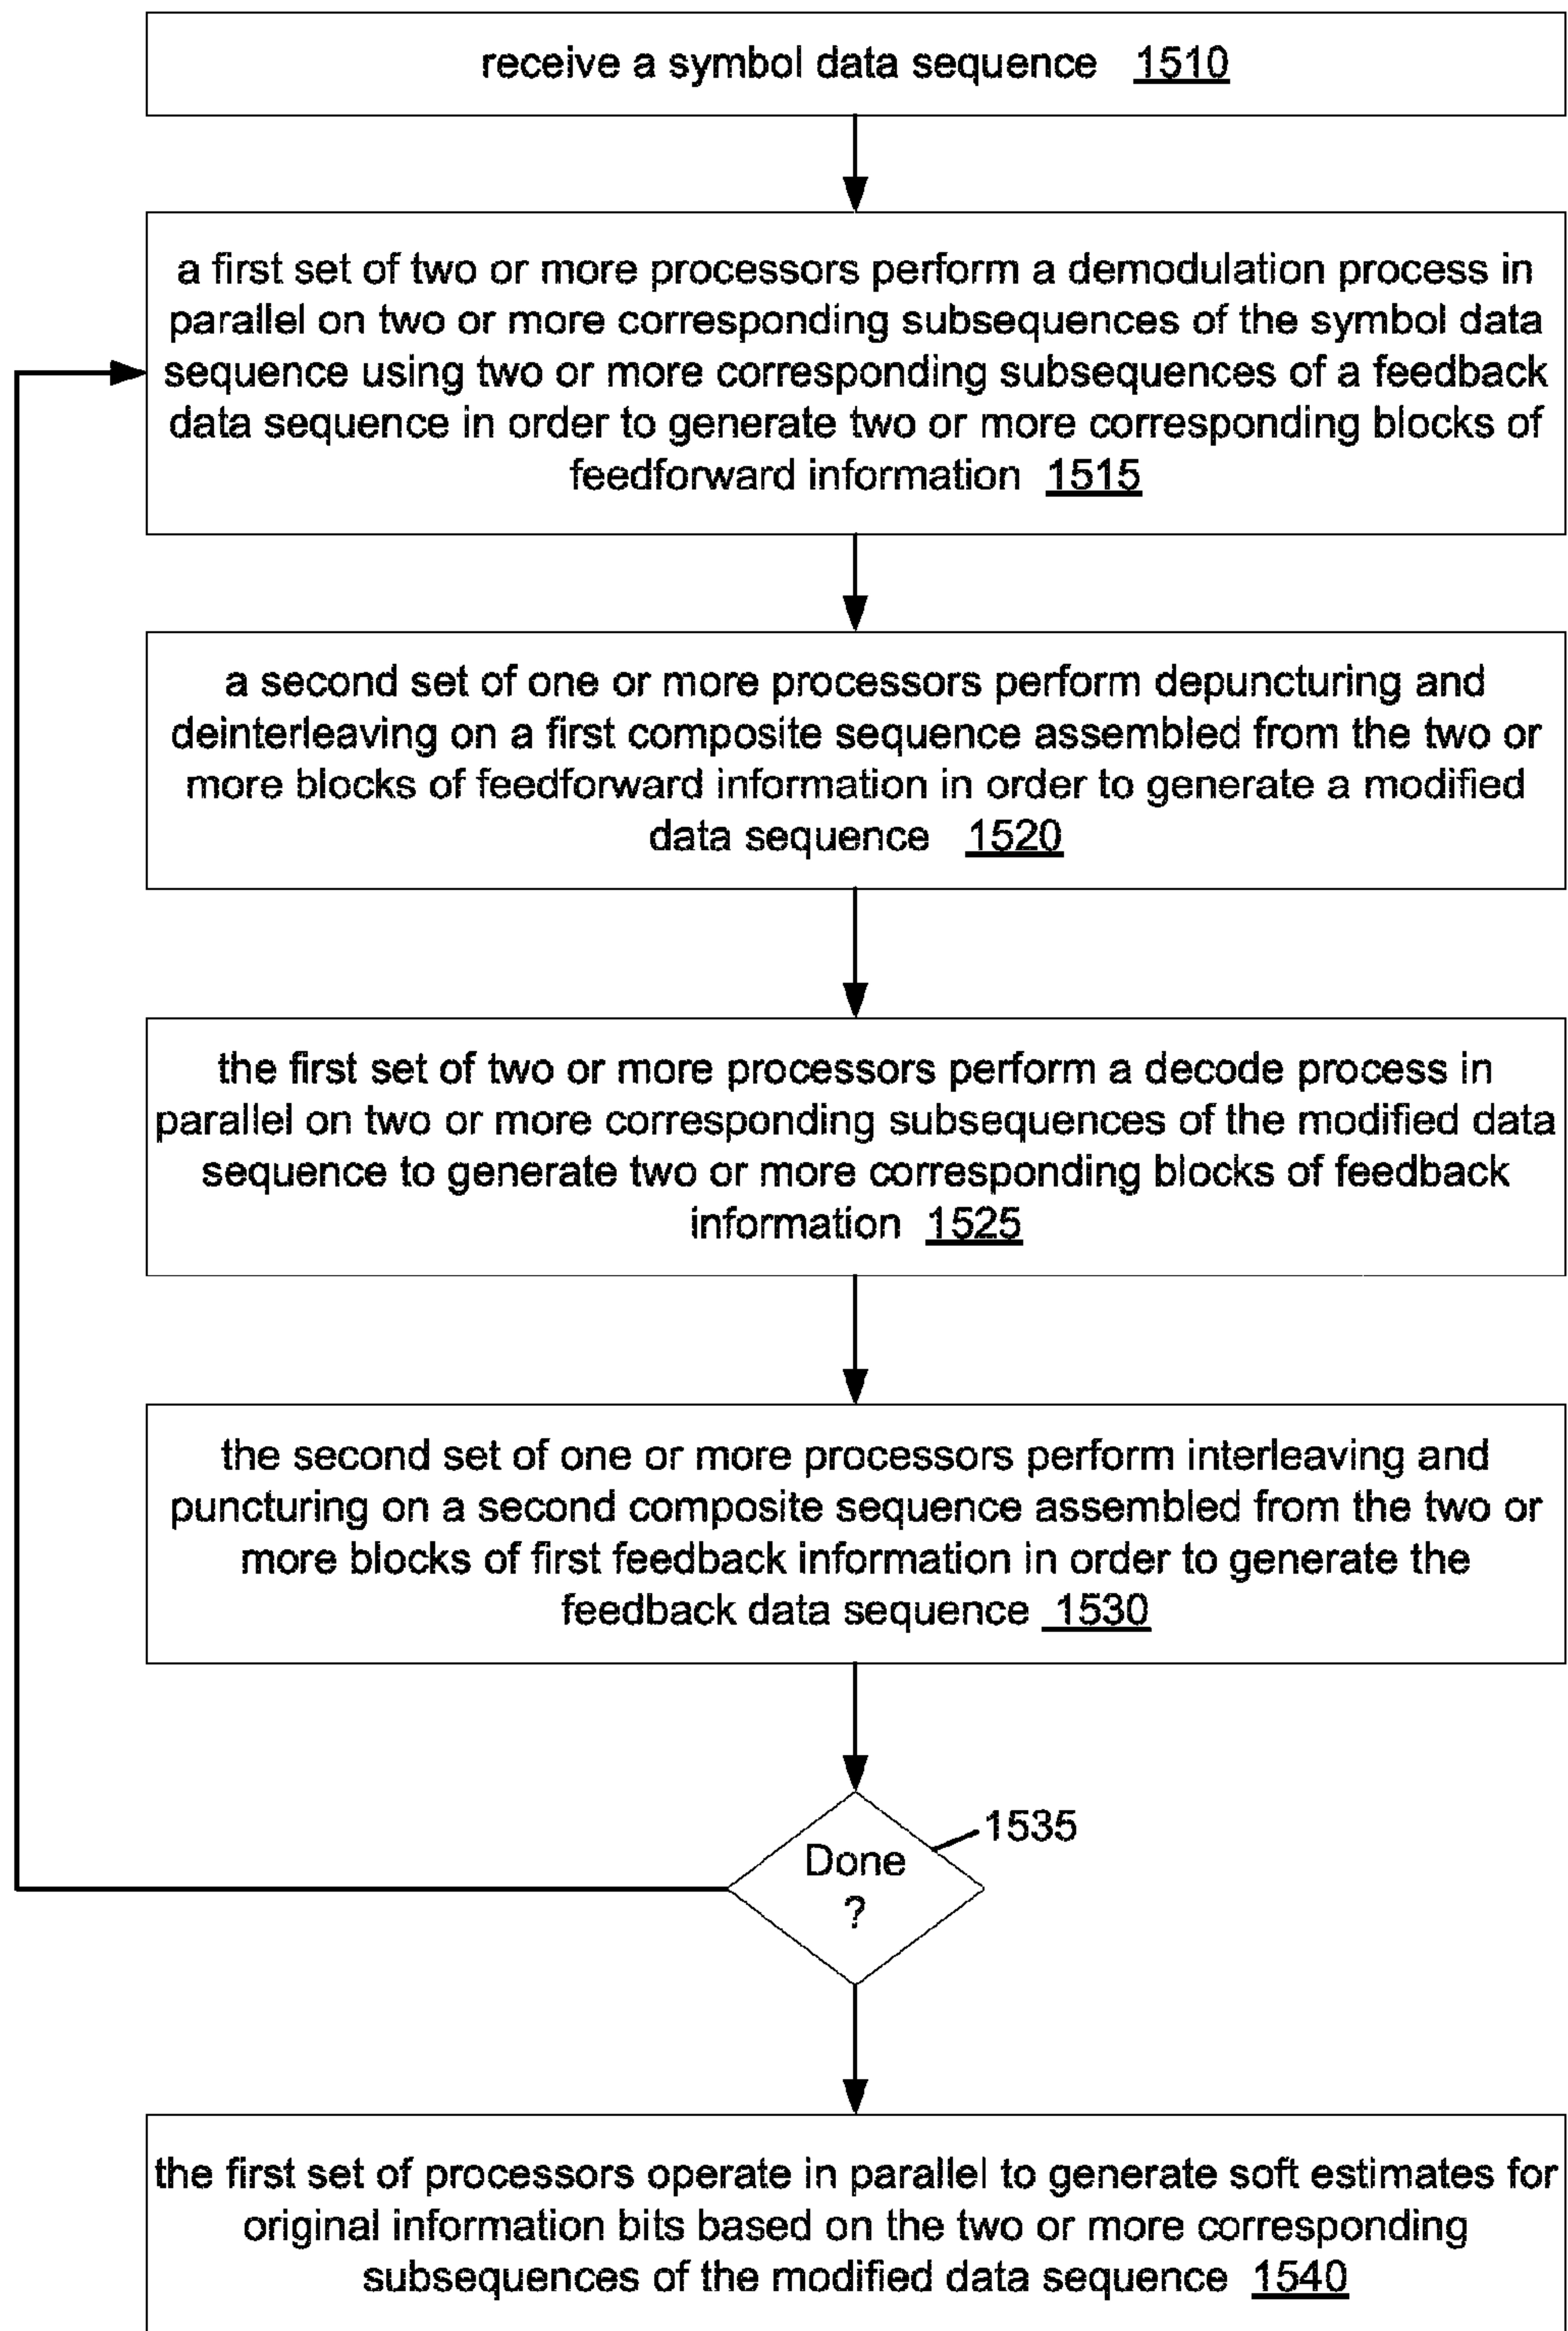 receive a symbol data sequence 1510
a first set of two or more processors perform a demodulation process in
parallel on two or more corresponding subsequences of the symbol data
sequence using two or more corresponding subsequences of a feedback
data sequence in order to generate two or more corresponding blocks of
feedforward information 1515
a second set of one or more processors perform depuncturing and
deinterleaving on a first composite sequence assembled from the two or
more blocks of feedforward information in order to generate a modified
data sequence 1520
the first set of two or more processors perform a decode process in
parallel on two or more corresponding subsequences of the modified data
sequence to generate two or more corresponding blocks of feedback
information 1525
the second set of one or more processors perform interleaving and
puncturing on a second composite sequence assembled from the two or
more blocks of first feedback information in order to generate the
feedback data sequence 1530
1535
Done
?
the first set of processors operate in parallel to generate soft estimates for
original information bits based on the two or more corresponding
subsequences of the modified data sequence 1540